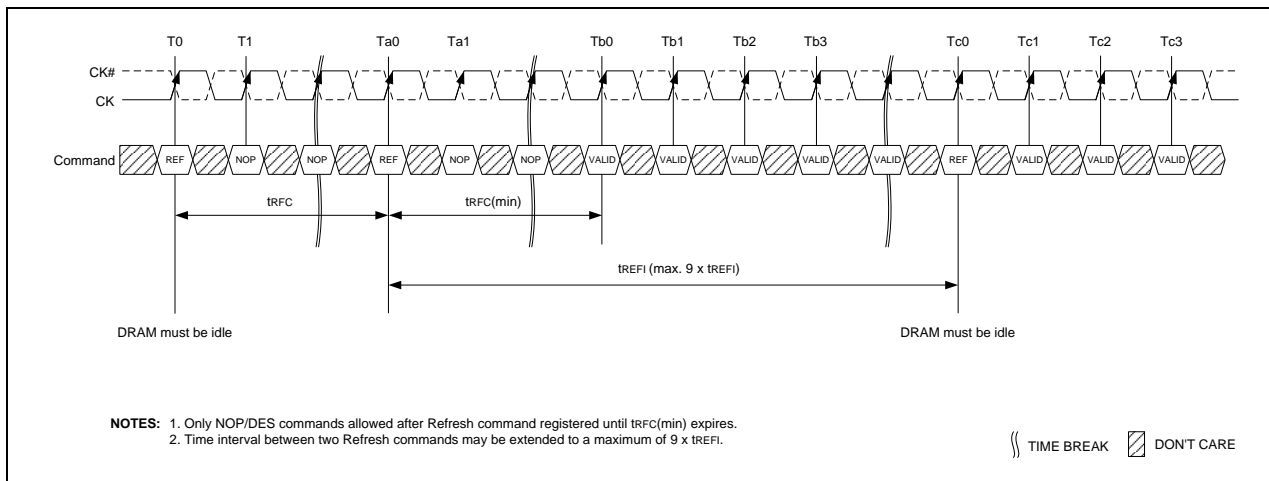 T0 T1 Ta0 Ta1 Tb0 Tb1 Tb2 Tb3 Tc0 Tc1 Tc2 Tc3
CK#
CK
Command REF NOP NOP REF NOP NOP VALID VALID VALID VALID VALID REF VALID VALID VALID
tRFC tRFC(min)
tREFI (max. 9 x tREFI)
DRAM must be idle DRAM must be idle
NOTES: 1. Only NOP/DES commands allowed after Refresh command registered until tRFC(min) expires.
2. Time interval between two Refresh commands may be extended to a maximum of 9 x tREFI.
TIME BREAK DON'T CARE